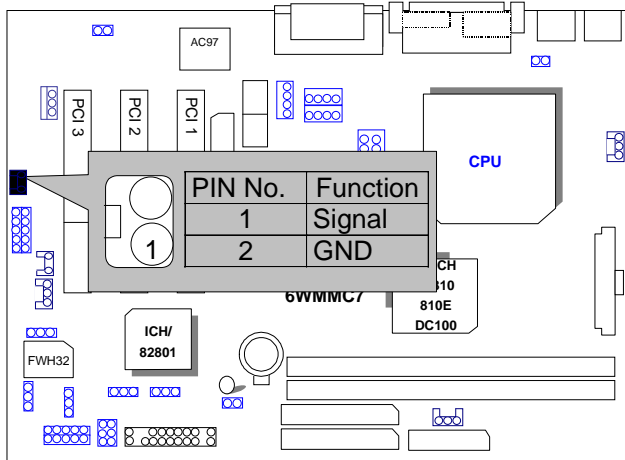 AC97
PCI 3
PCI 2
PCI 1
CPU
PIN No. Function
1 Signal
2 GND
1
6WMMC7
CH
810E
DC100
ICH/
82801
FWH32